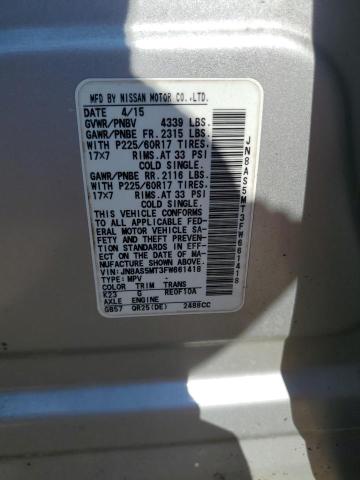 MFD BY NISSAN MOTOR CO.,LTD.
DATE 4/15
GVWR/PNBV 4339 LBS.
GAWR/PNBE FR. 2315 LBS.
WITH P225/60R17 TIRES.
17X7 RIMS. AT 33 PSI
COLD SINGLE.
GAWR/PNBE RR. 2116 LBS.
WITH P225/60R17 TIRES.
17X7 RIMS. AT 33 PSI
COLD SINGLE.
THIS VEHICLE CONFORMS
TO ALL APPLICABLE FED-
ERAL MOTOR VEHICLE SA-
FETY AND THEFT PREVEN-
TION STANDARDS IN EFF-
ECT ON THE DATE OF MA-
NUFACTURE SHOWN ABOVE.
VIN: JN8AS5MT3FW661418
TYPE: MPV
COLOR TRIM TRANS
K23 G RE0F10A
AXLE ENGINE
GB57 QR25(DE) 2488CC
JN8AS5MT3FW661418